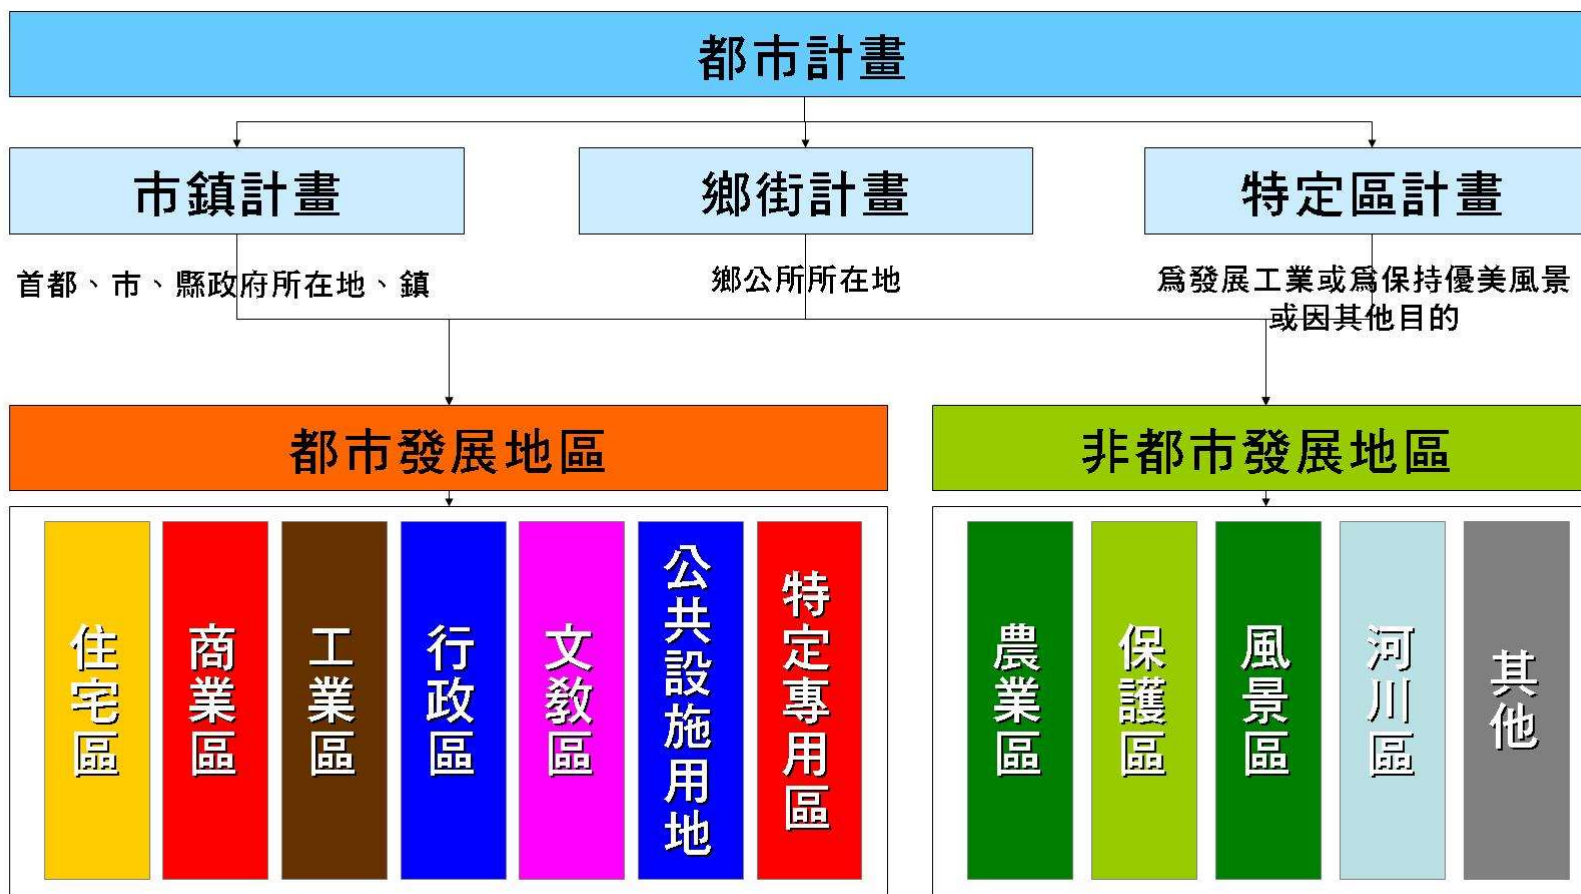 都市計畫
市鎮計畫
鄉街計畫
特定區計畫
首都、市、縣政府所在地、鎮
鄉公所所在地
爲發展工業或爲保持優美風景
或因其他目的
都市發展地區
非都市發展地區
住宅區
商業區
工業區
行政區
文教區
公共設施用地
特定專用區
農業區
保護區
風景區
河川區
其他